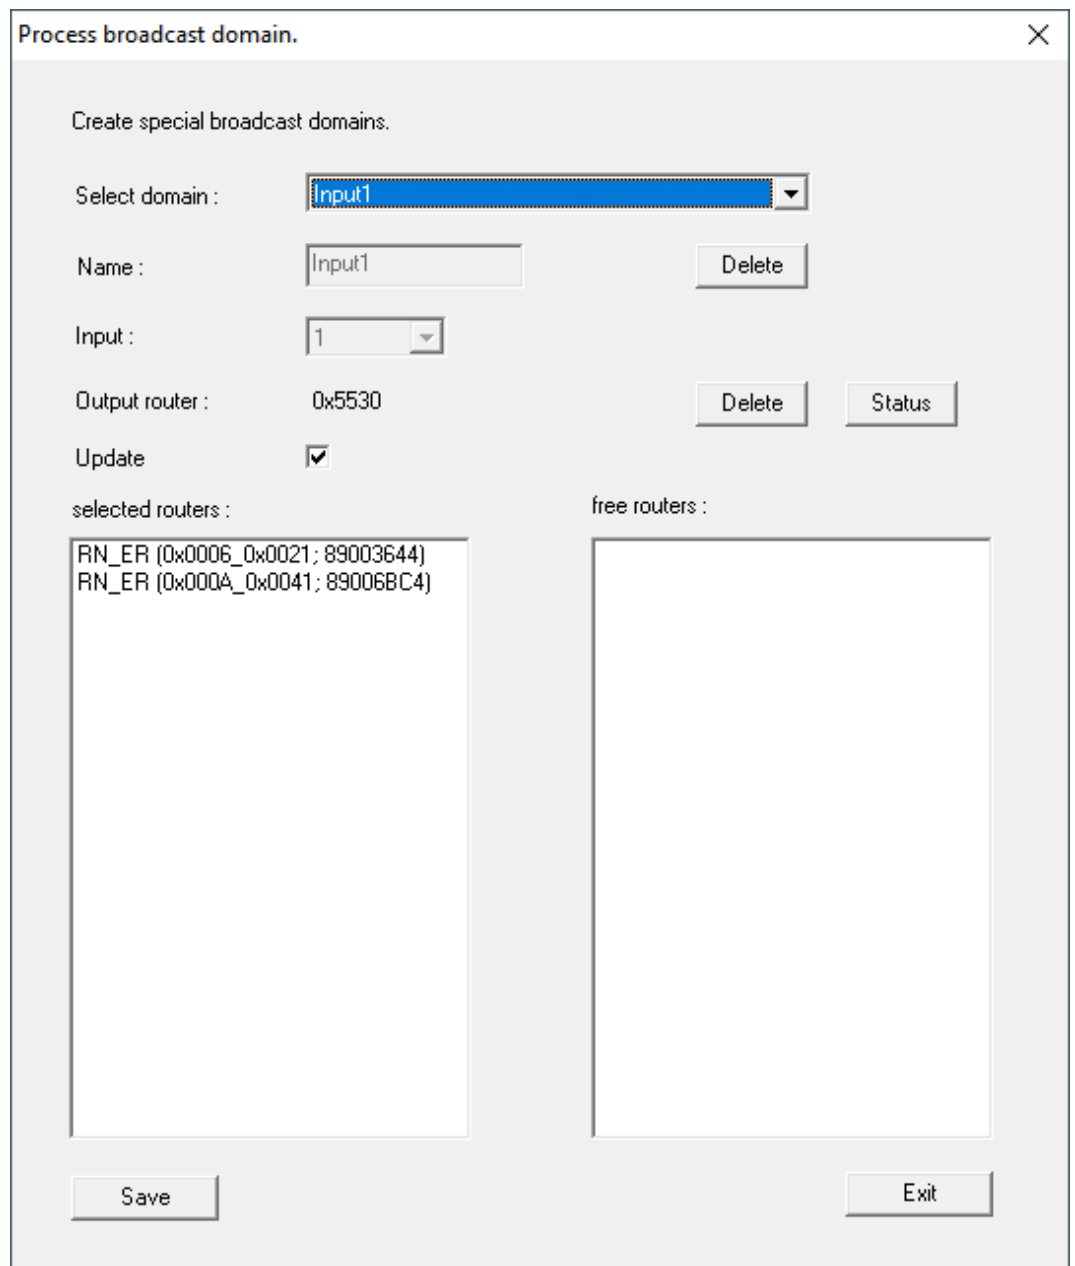 Process broadcast domain.
Create special broadcast domains.
Select domain : Input1
Name : Input1 Delete
Input : 1
Output router : 0x5530 Delete Status
Update
selected routers : free routers :
RN_ER (0x0006_0x0021; 89003644)
RN_ER (0x000A_0x0041; 89006BC4)
Save Exit